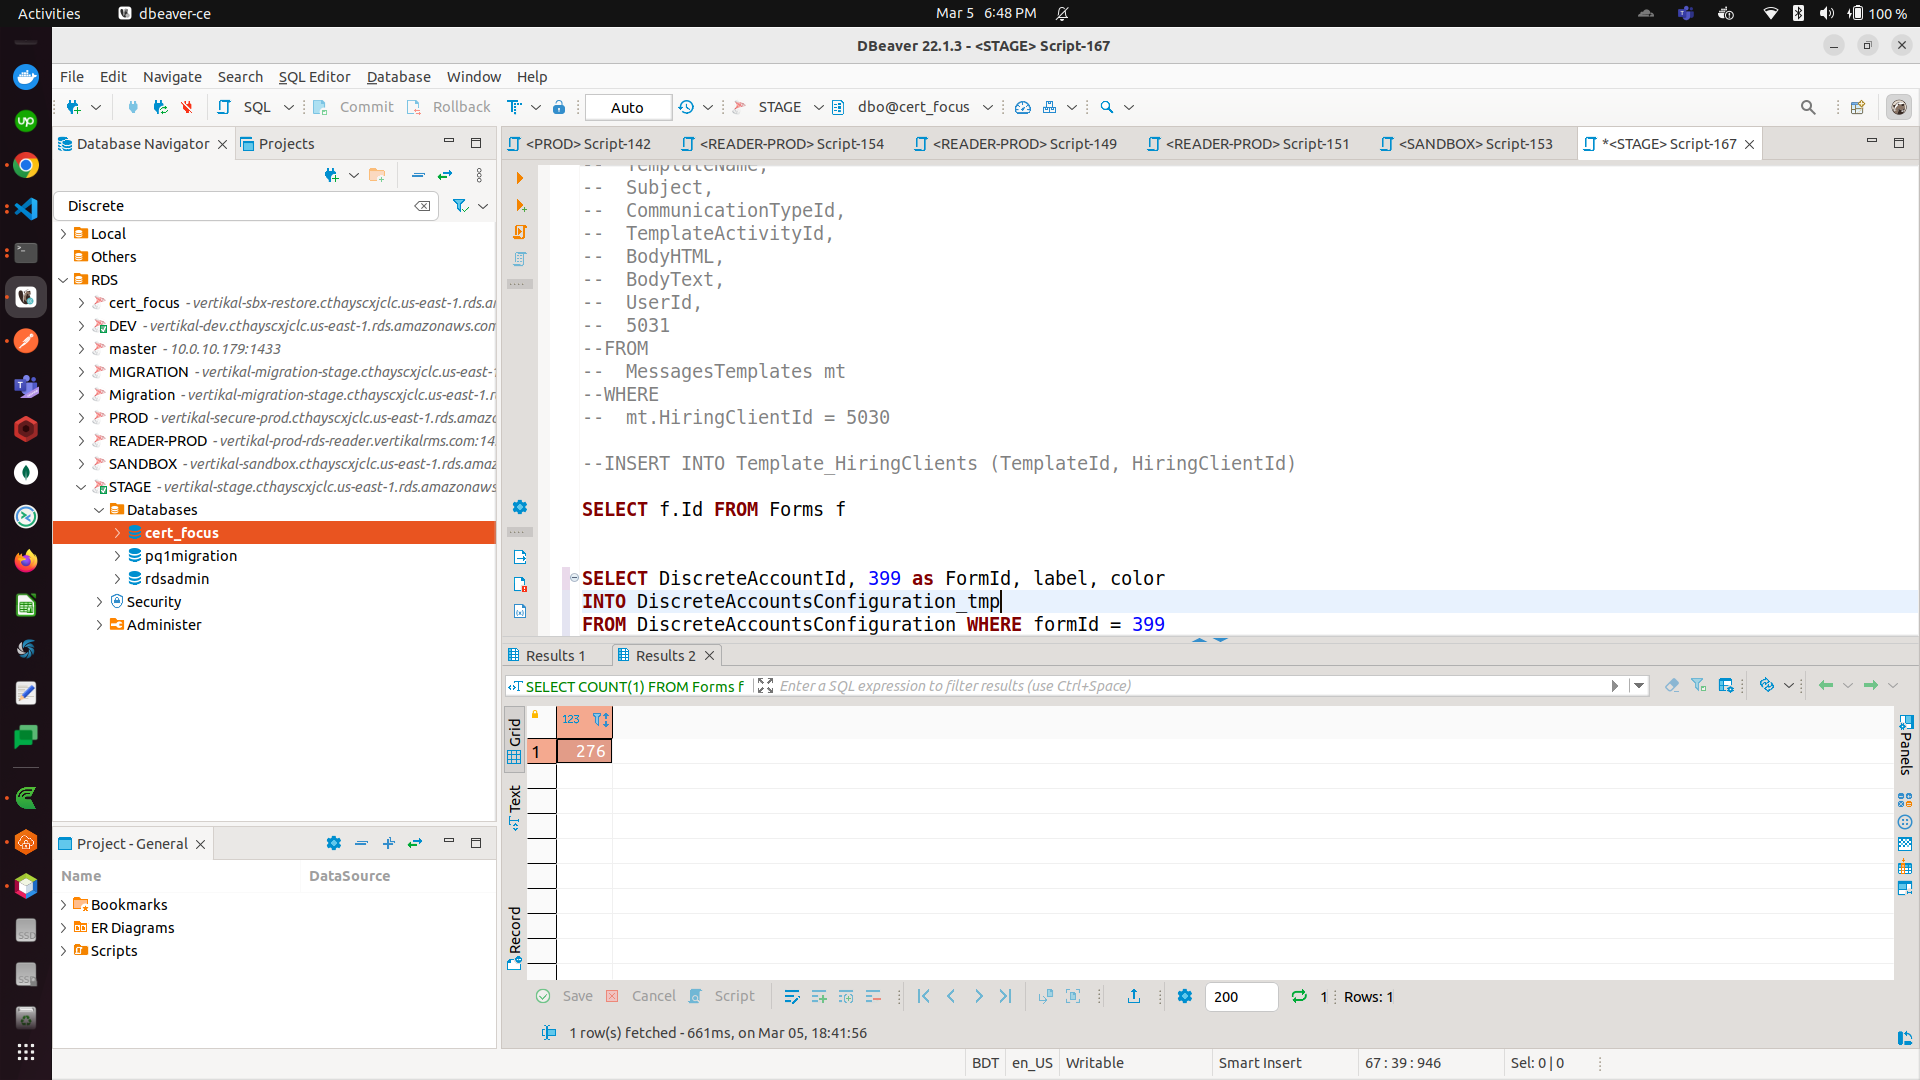 Activities
dbeaver-ce
Mar 5 6:48 PM
100 %
DBeaver 22.1.3 - <STAGE> Script-167
File Edit Navigate Search SQL Editor Database Window Help
SQL Commit Rollback Auto STAGE dbo@cert_focus
Database Navigator Projects
Discrete
Local
Others
RDS
cert_focus - vertikal-sbx-restore.cthayscxjclc.us-east-1.rds.a
DEV - vertikal-dev.cthayscxjclc.us-east-1.rds.amazonaws.co
master - 10.0.10.179:1433
MIGRATION - vertikal-migration-stage.cthayscxjclc.us-east-
Migration - vertikal-migration-stage.cthayscxjclc.us-east-1.
PROD - vertikal-secure-prod.cthayscxjclc.us-east-1.rds.amaz
READER-PROD - vertikal-prod-rds-reader.vertikalrms.com:14
SANDBOX - vertikal-sandbox.cthayscxjclc.us-east-1.rds.ama
STAGE - vertikal-stage.cthayscxjclc.us-east-1.rds.amazonaws
Databases
cert_focus
pq1migration
rdsadmin
Security
Administer
Project - General
Name DataSource
Bookmarks
ER Diagrams
Scripts
<PROD> Script-142 <READER-PROD> Script-154 <READER-PROD> Script-149 <READER-PROD> Script-151 <SANDBOX> Script-153 *<STAGE> Script-167
-- TemplateName,
-- Subject,
-- CommunicationTypeId,
-- TemplateActivityId,
-- BodyHTML,
-- BodyText,
-- UserId,
-- 5031
--FROM
-- MessagesTemplates mt
--WHERE
-- mt.HiringClientId = 5030
--INSERT INTO Template_HiringClients (TemplateId, HiringClientId)
SELECT f.Id FROM Forms f
SELECT DiscreteAccountId, 399 as FormId, label, color
INTO DiscreteAccountsConfiguration_tmp
FROM DiscreteAccountsConfiguration WHERE formId = 399
Results 1 Results 2
SELECT COUNT(1) FROM Forms f Enter a SQL expression to filter results (use Ctrl+Space)
Grid
Text
Record
123
1 276
Panels
Save Cancel Script 200 1 Rows: 1
1 row(s) fetched - 661ms, on Mar 05, 18:41:56
BDT en_US Writable Smart Insert 67 : 39 : 946 Sel: 0 | 0